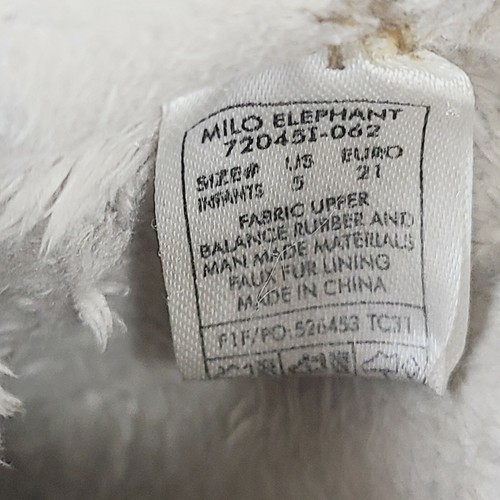 MILO ELEPHANT
720451-062
SIZE# US EURO
INFANTS 5 21
FABRIC UPPER
BALANCE RUBBER AND
MAN MADE MATERIALS
FAUX FUR LINING
MADE IN CHINA
F1F/PO:526453 TC31